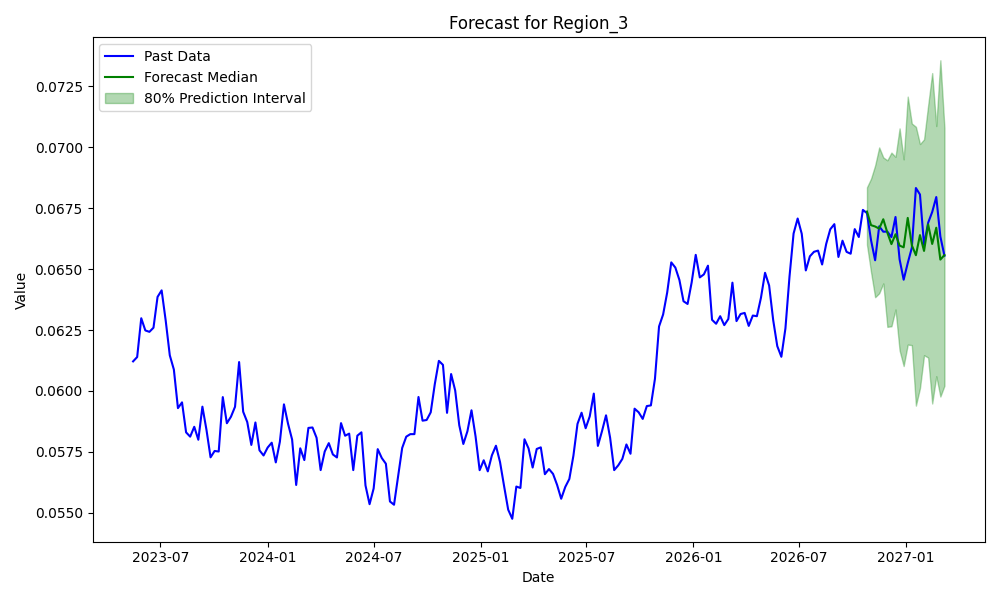 Forecast for Region_3
Past Data
Forecast Median
80% Prediction Interval
Value
0.0725
0.0700
0.0675
0.0650
0.0625
0.0600
0.0575
0.0550
2023-07
2024-01
2024-07
2025-01
2025-07
2026-01
2026-07
2027-01
Date